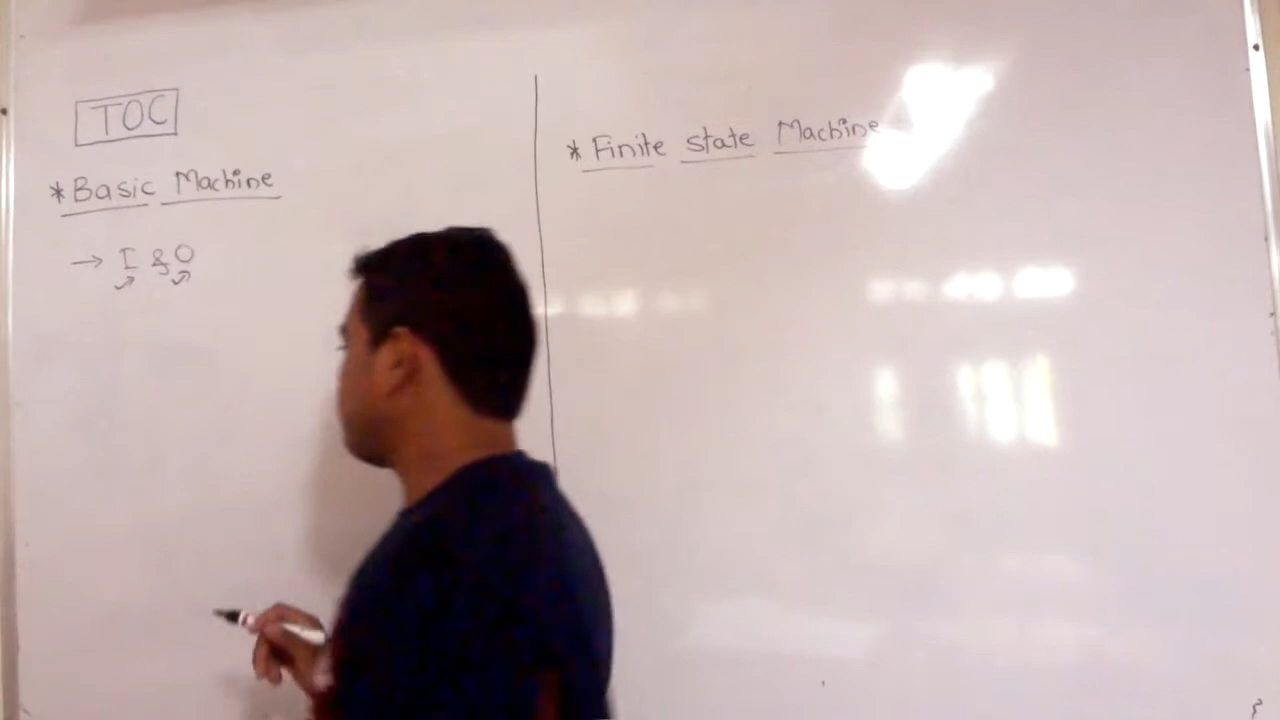 TOC
* Basic Machine
→ I & O
* Finite state Machine